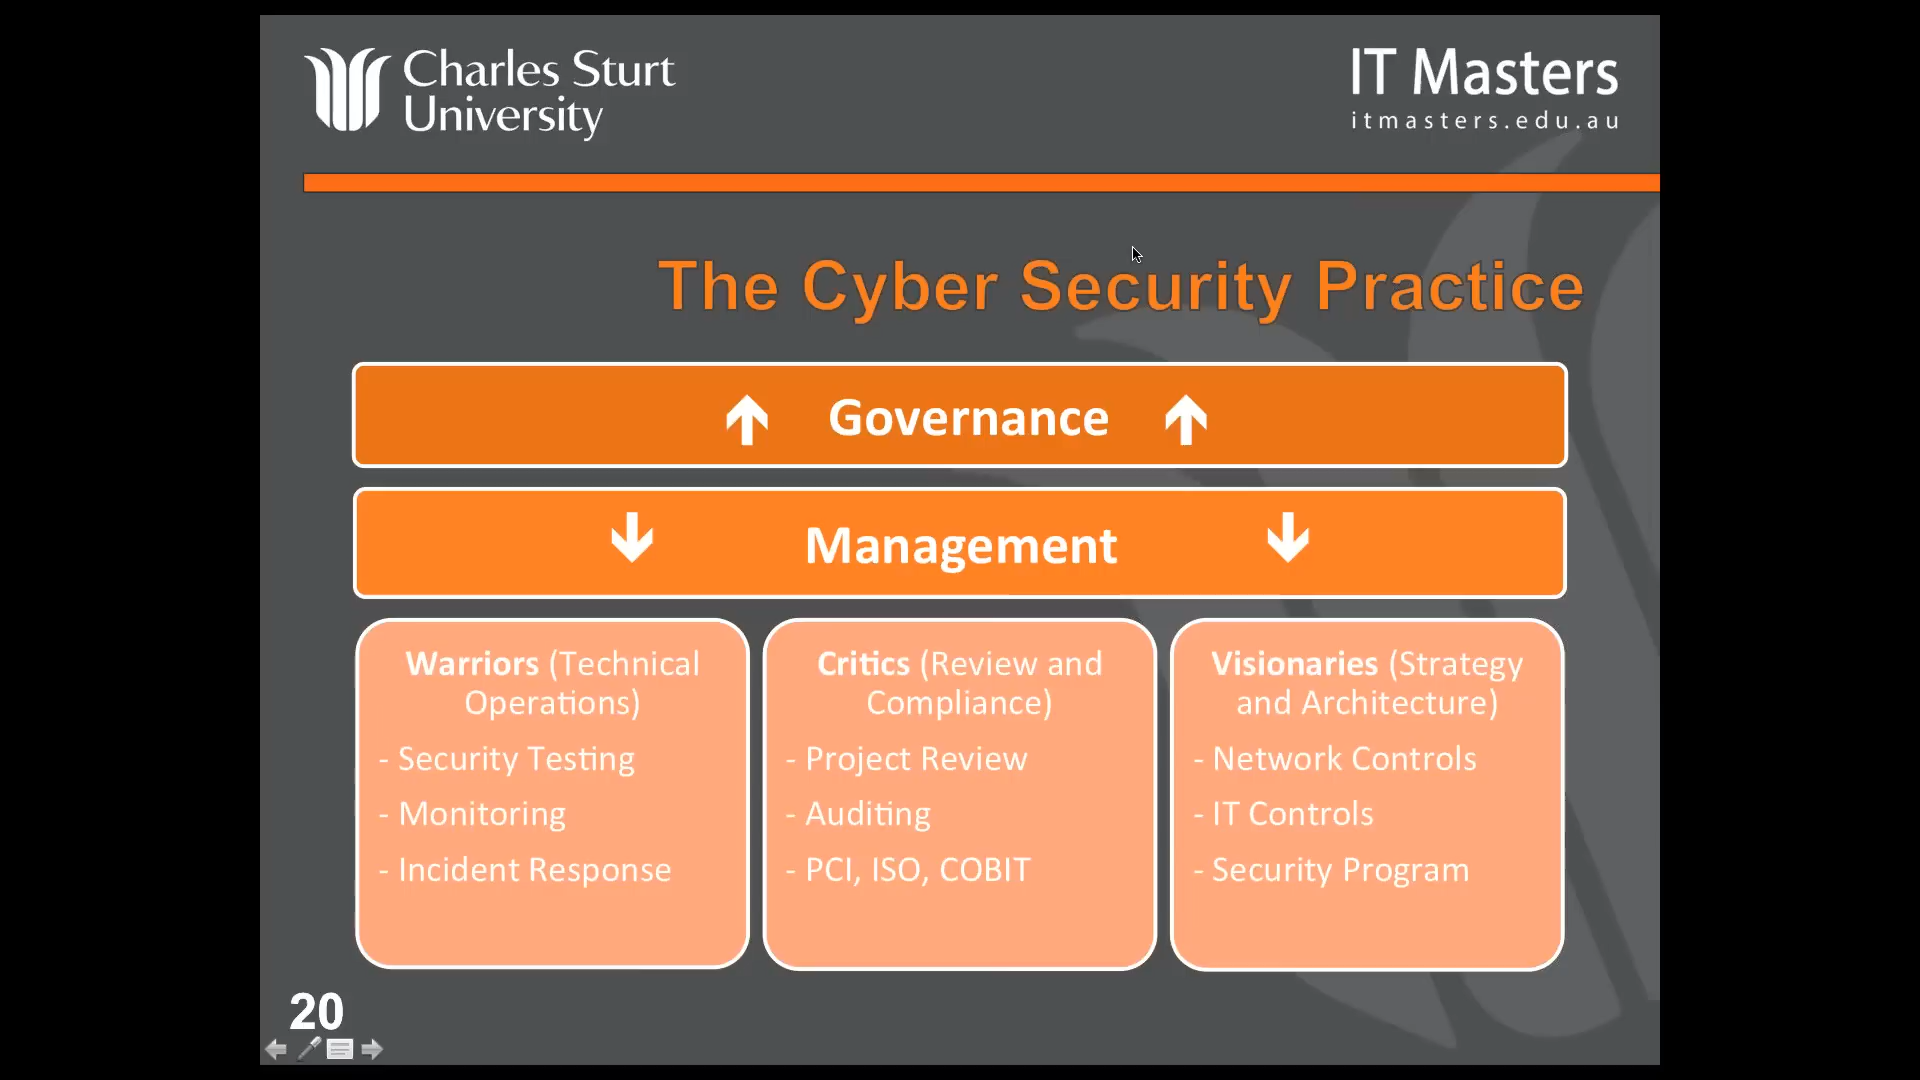 Charles Sturt
University
IT Masters
itmasters.edu.au
The Cyber Security Practice
Governance
Management
Warriors (Technical
Operations)
- Security Testing
- Monitoring
- Incident Response
Critics (Review and
Compliance)
- Project Review
- Auditing
- PCI, ISO, COBIT
Visionaries (Strategy
and Architecture)
- Network Controls
- IT Controls
- Security Program
20